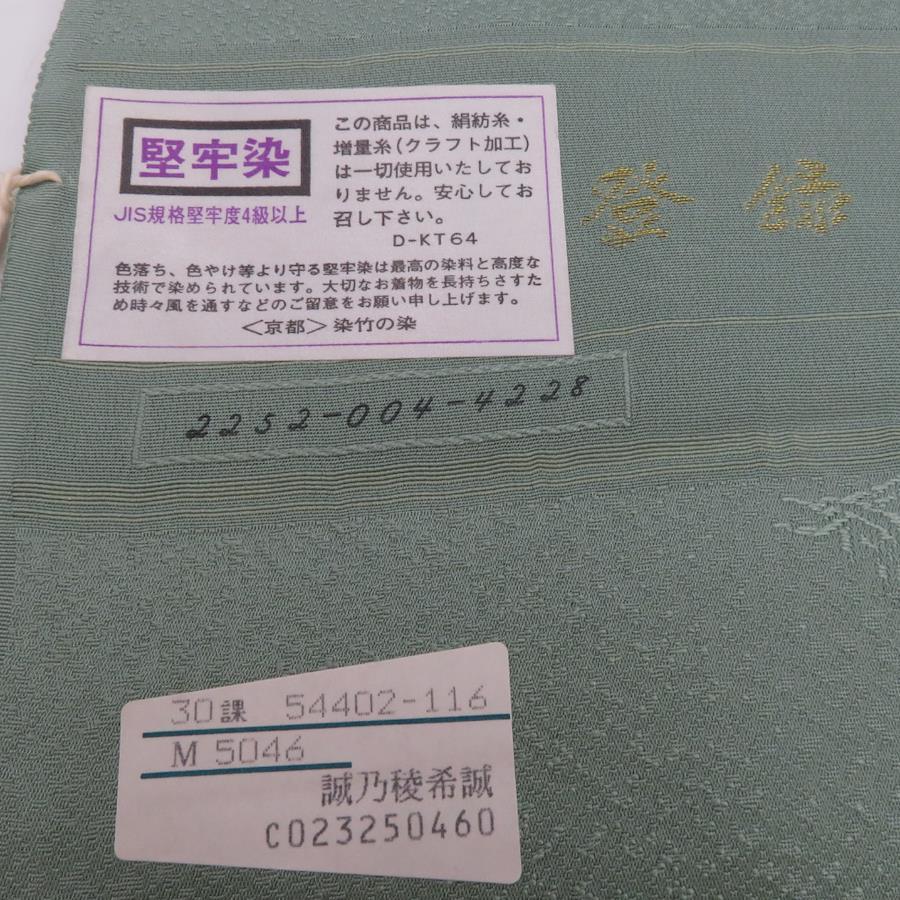 堅牢染
JIS規格堅牢度4級以上
この商品は、絹紡糸・
増量糸(クラフト加工)
は一切使用いたしてお
りません。安心してお
召し下さい。
D-KT64
色落ち、色やけ等より守る堅牢染は最高の染料と高度な
技術で染められています。大切なお着物を長持ちさすた
め時々風を通すなどのご留意をお願い申し上げます。
〈京都〉染竹の染
登録
2252-004-4228
30課 54402-116
M 5046
誠乃稜希誠
C023250460